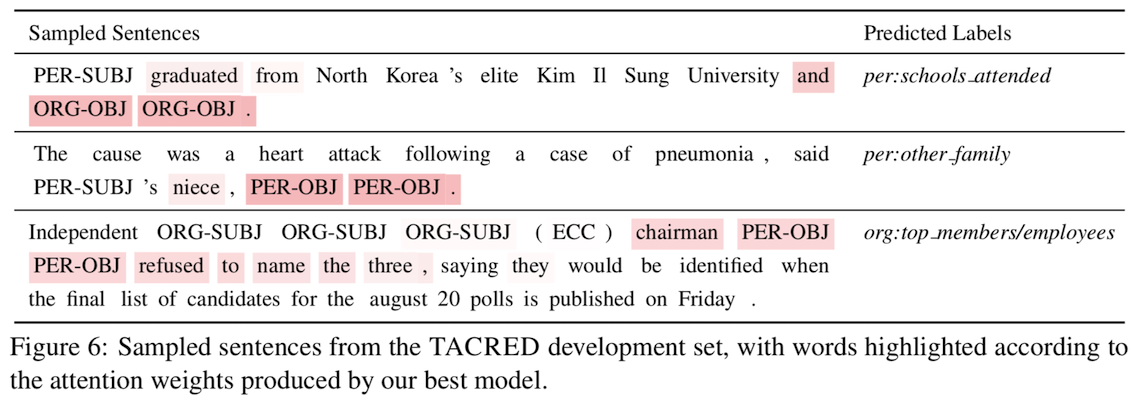 Sampled Sentences Predicted Labels
PER-SUBJ graduated from North Korea 's elite Kim Il Sung University and per:schools_attended
ORG-OBJ ORG-OBJ .
The cause was a heart attack following a case of pneumonia , said per:other_family
PER-SUBJ 's niece , PER-OBJ PER-OBJ .
Independent ORG-SUBJ ORG-SUBJ ORG-SUBJ ( ECC ) chairman PER-OBJ org:top_members/employees
PER-OBJ refused to name the three , saying they would be identified when
the final list of candidates for the august 20 polls is published on Friday .
Figure 6: Sampled sentences from the TACRED development set, with words highlighted according to
the attention weights produced by our best model.